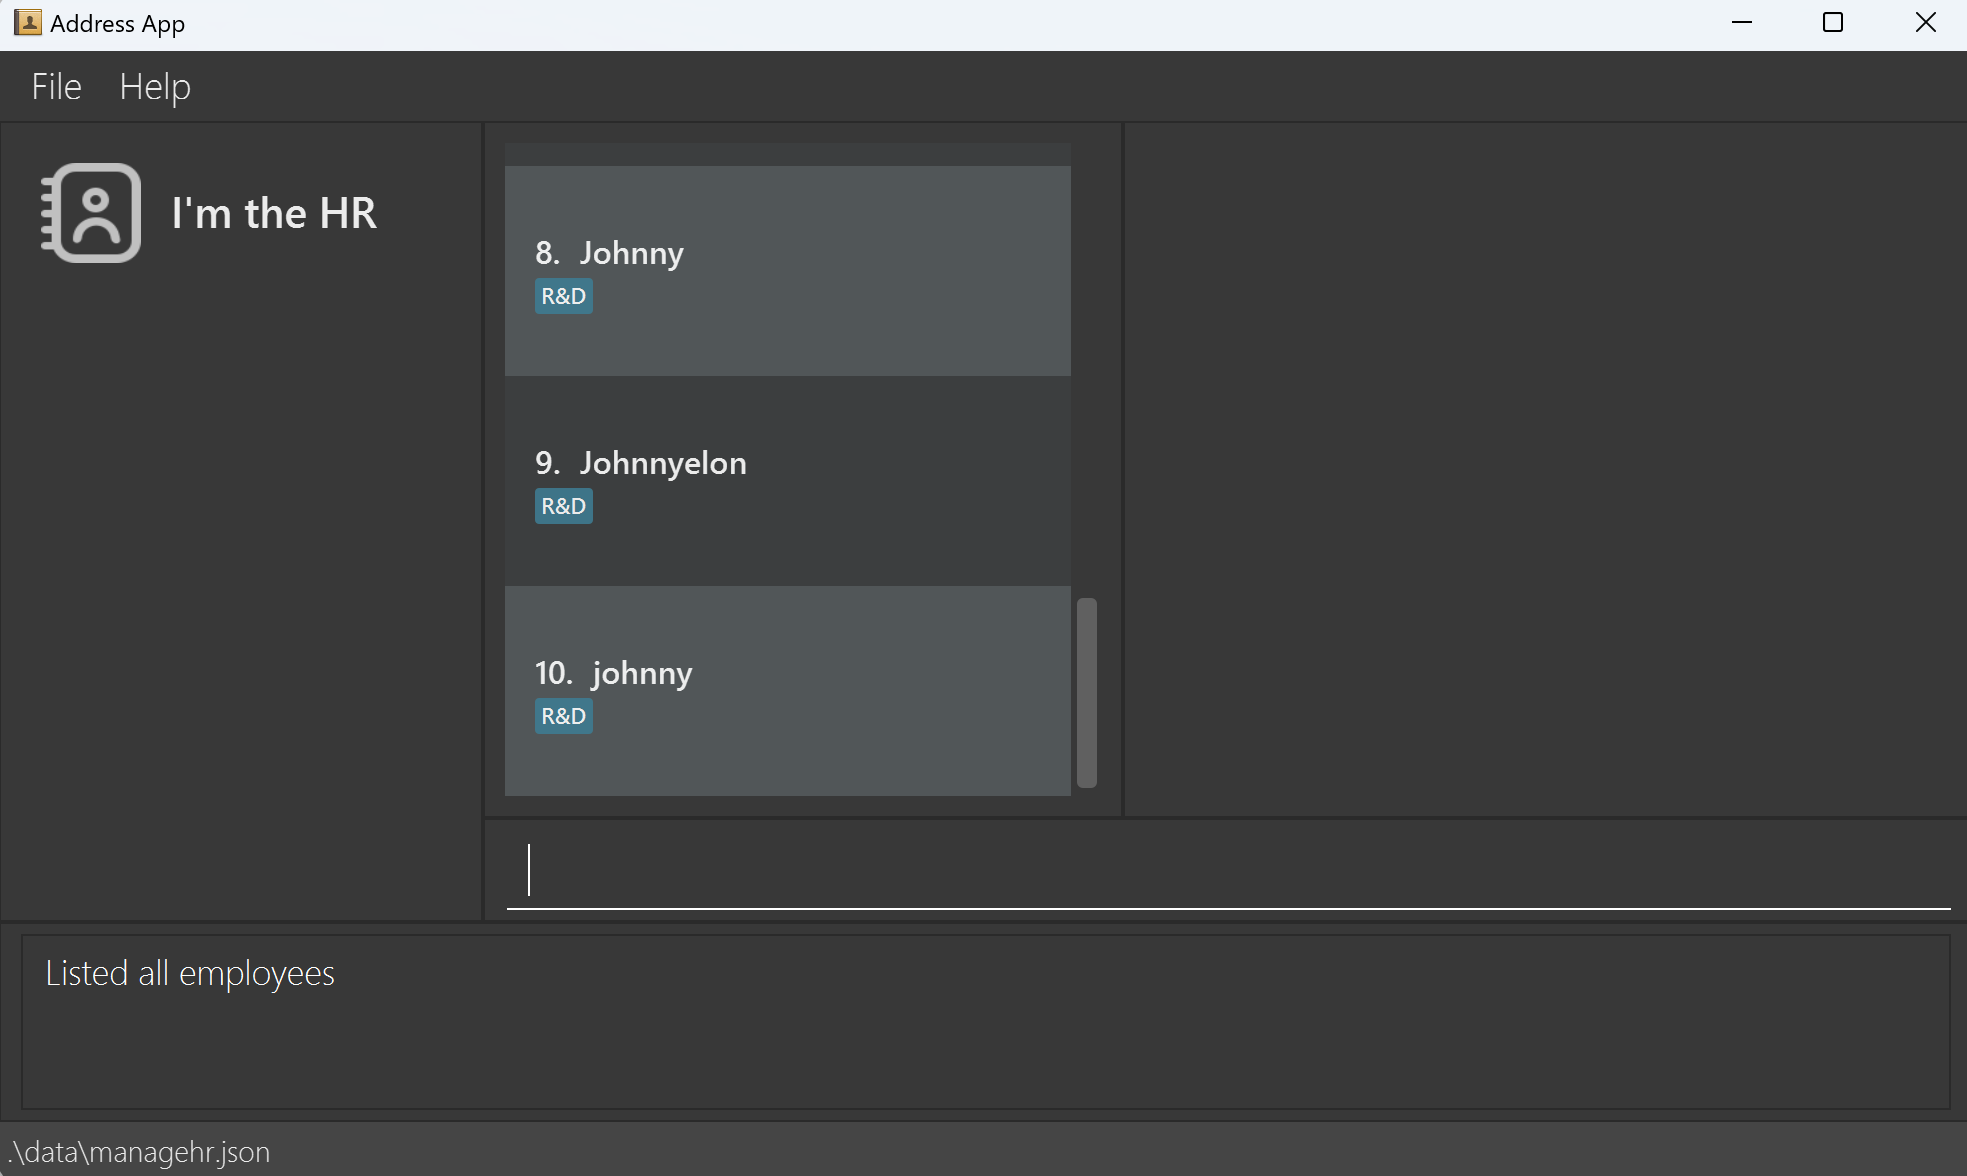 Address App
File Help
I'm the HR
8. Johnny
R&D
9. Johnnyelon
R&D
10. johnny
R&D
Listed all employees
.\data\managehr.json